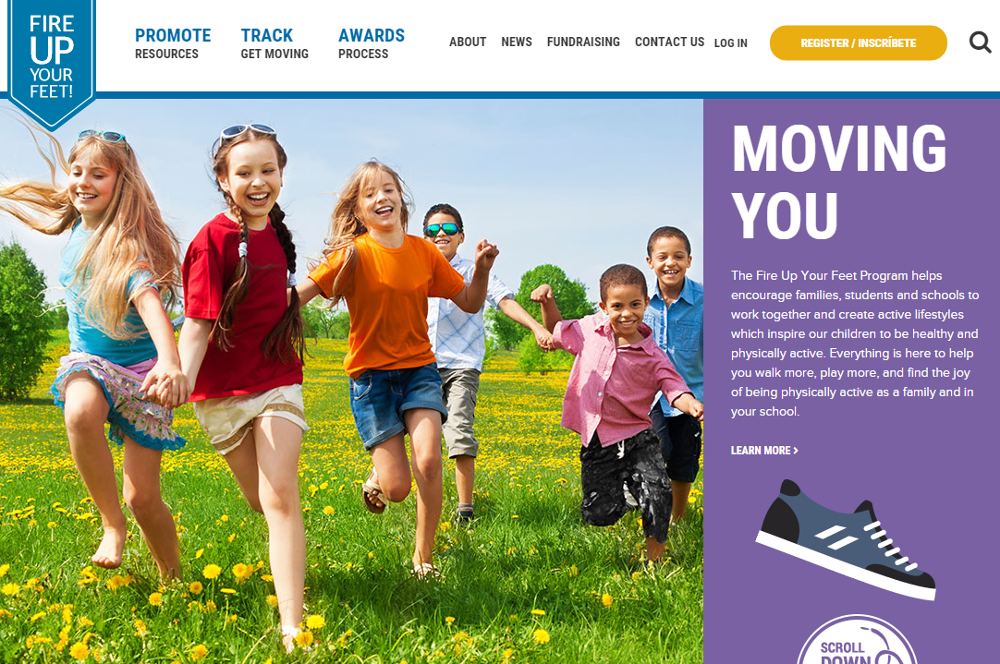 FIRE
UP
YOUR
FEET!
PROMOTE
RESOURCES
TRACK
GET MOVING
AWARDS
PROCESS
ABOUT
NEWS
FUNDRAISING
CONTACT US
LOG IN
REGISTER / INSCRÍBETE
MOVING
YOU
The Fire Up Your Feet Program helps
encourage families, students and schools to
work together and create active lifestyles
which inspire our children to be healthy and
physically active. Everything is here to help
you walk more, play more, and find the joy
of being physically active as a family and in
your school.
LEARN MORE >
SCROLL
DOWN